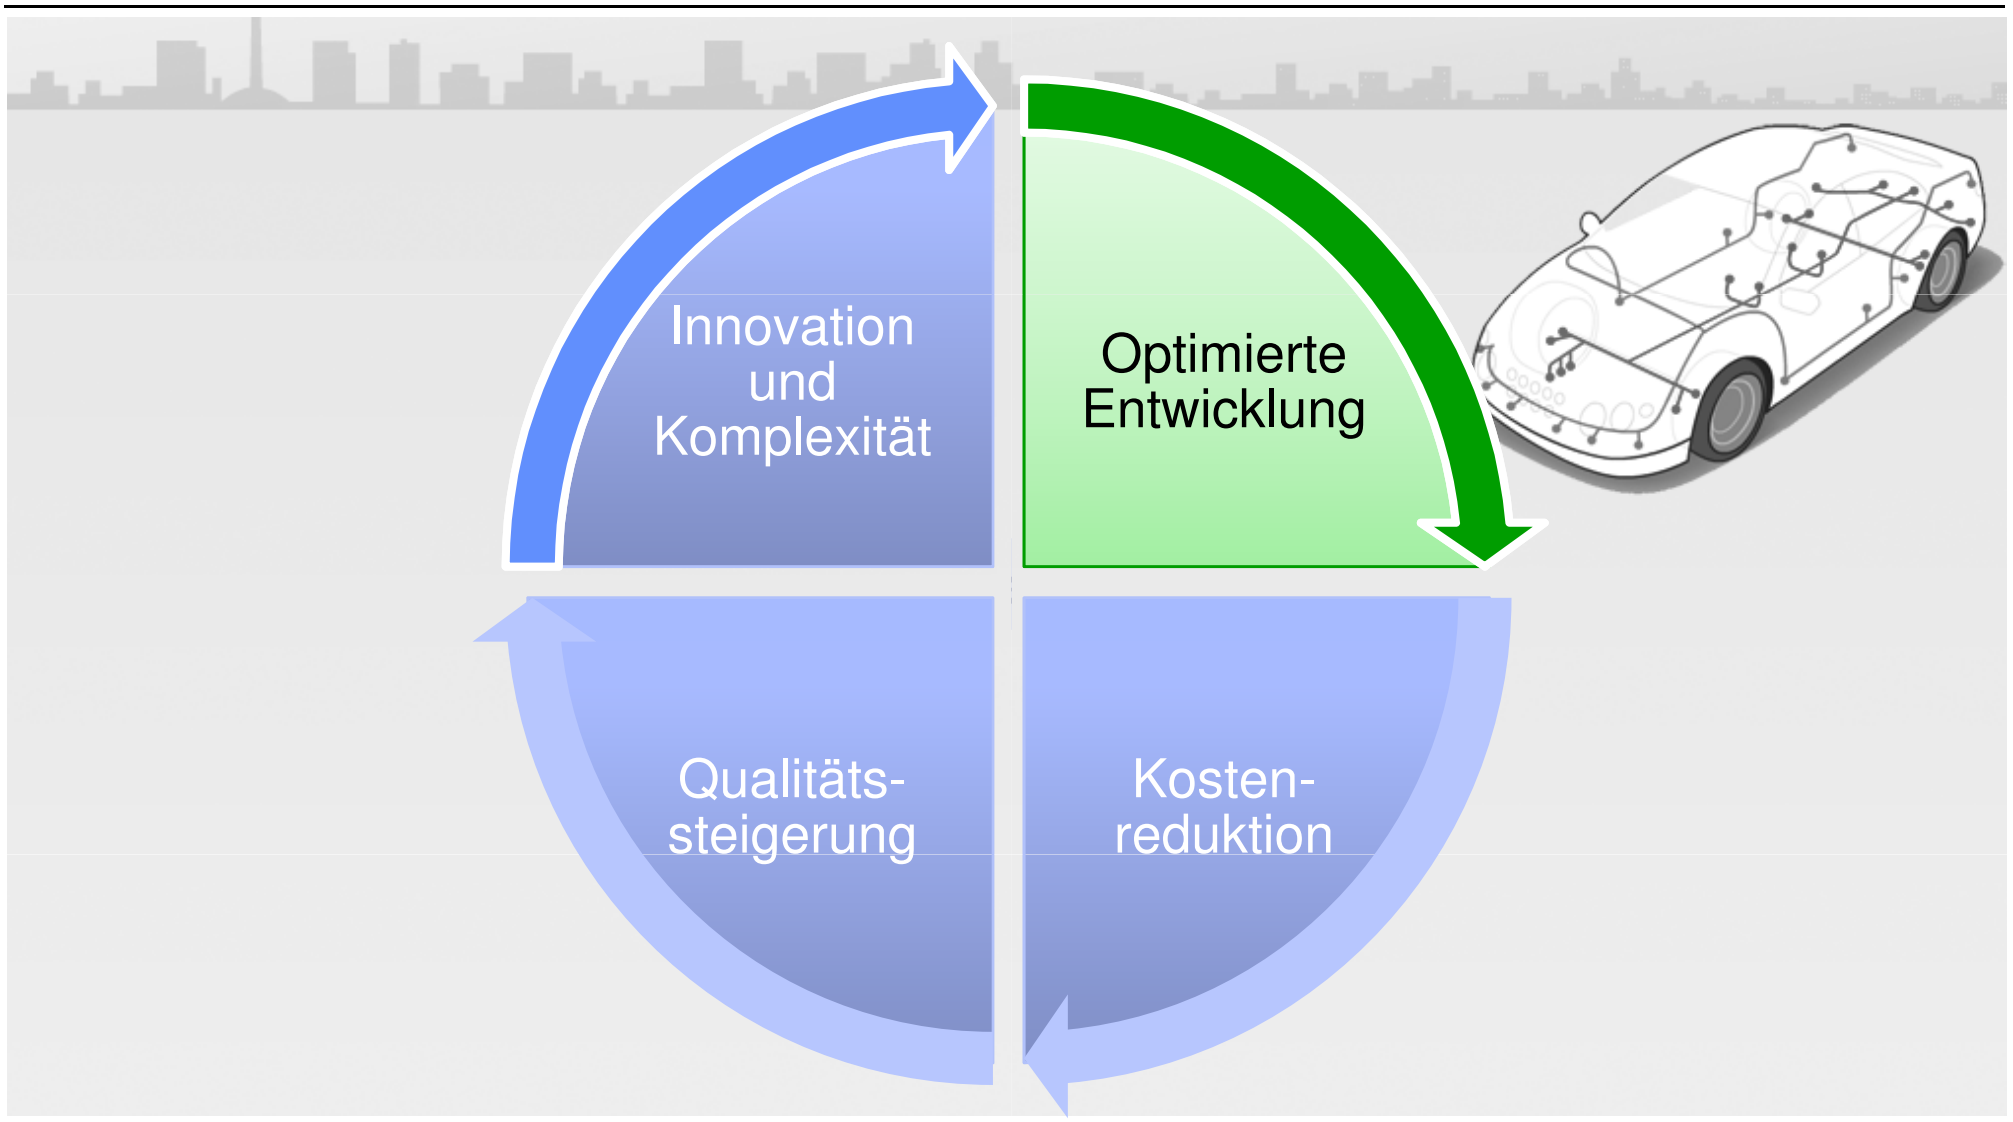 Innovation
und
Komplexität
Optimierte
Entwicklung
Qualitäts-
steigerung
Kosten-
reduktion